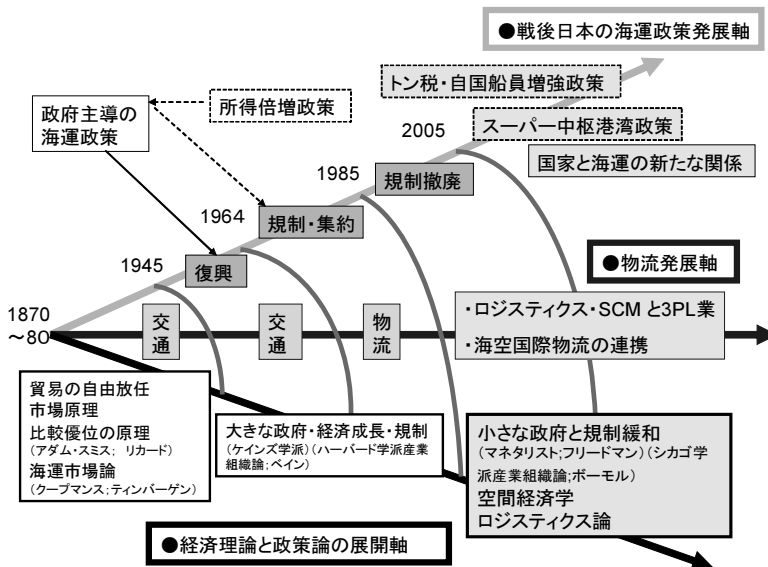 ●戦後日本の海運政策発展軸
トン税・自国船員増強政策
政府主導の
海運政策
所得倍増政策
2005
スーパー中枢港湾政策
国家と海運の新たな関係
1985
規制撤廃
1964
規制・集約
●物流発展軸
1945
復興
1870
~80
交
通
交
通
物
流
・ロジスティクス・SCMと3PL業
・海空国際物流の連携
貿易の自由放任
市場原理
比較優位の原理
(アダム・スミス; リカード)
海運市場論
(クープマンス;ティンバーゲン)
大きな政府・経済成長・規制
(ケインズ学派)(ハーバード学派産業
組織論;ベイン)
小さな政府と規制緩和
(マネタリスト;フリードマン)(シカゴ学
派産業組織論;ボーモル)
空間経済学
ロジスティクス論
●経済理論と政策論の展開軸